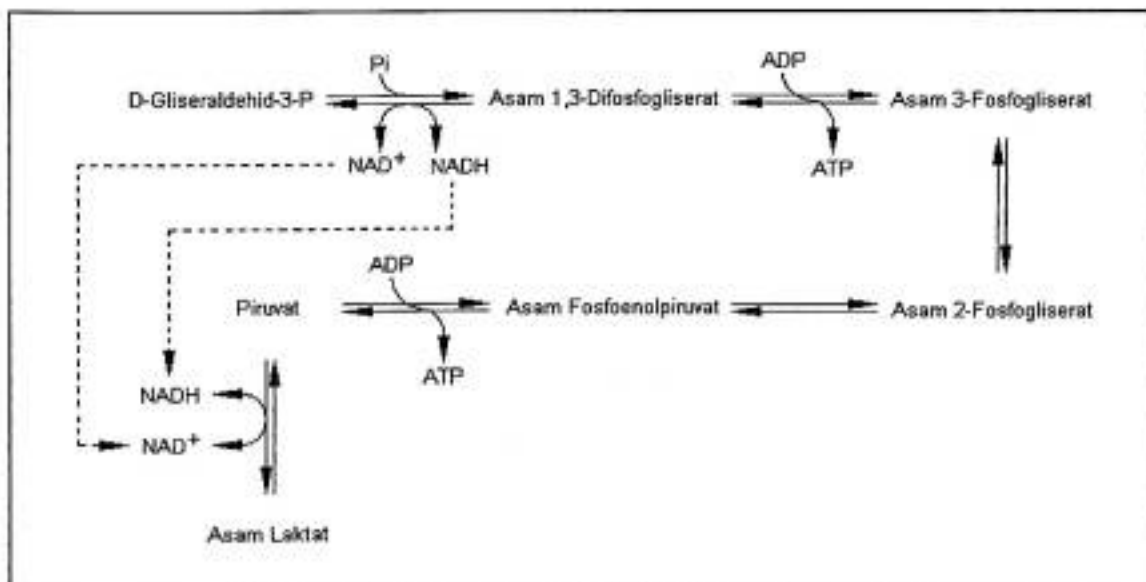 Pi
ADP
D-Gliseraldehid-3-P
Asam 1,3-Difosfogliserat
Asam 3-Fosfogliserat
NAD+
NADH
ATP
ADP
Piruvat
Asam Fosfoenolpiruvat
Asam 2-Fosfogliserat
ATP
NADH
NAD+
Asam Laktat